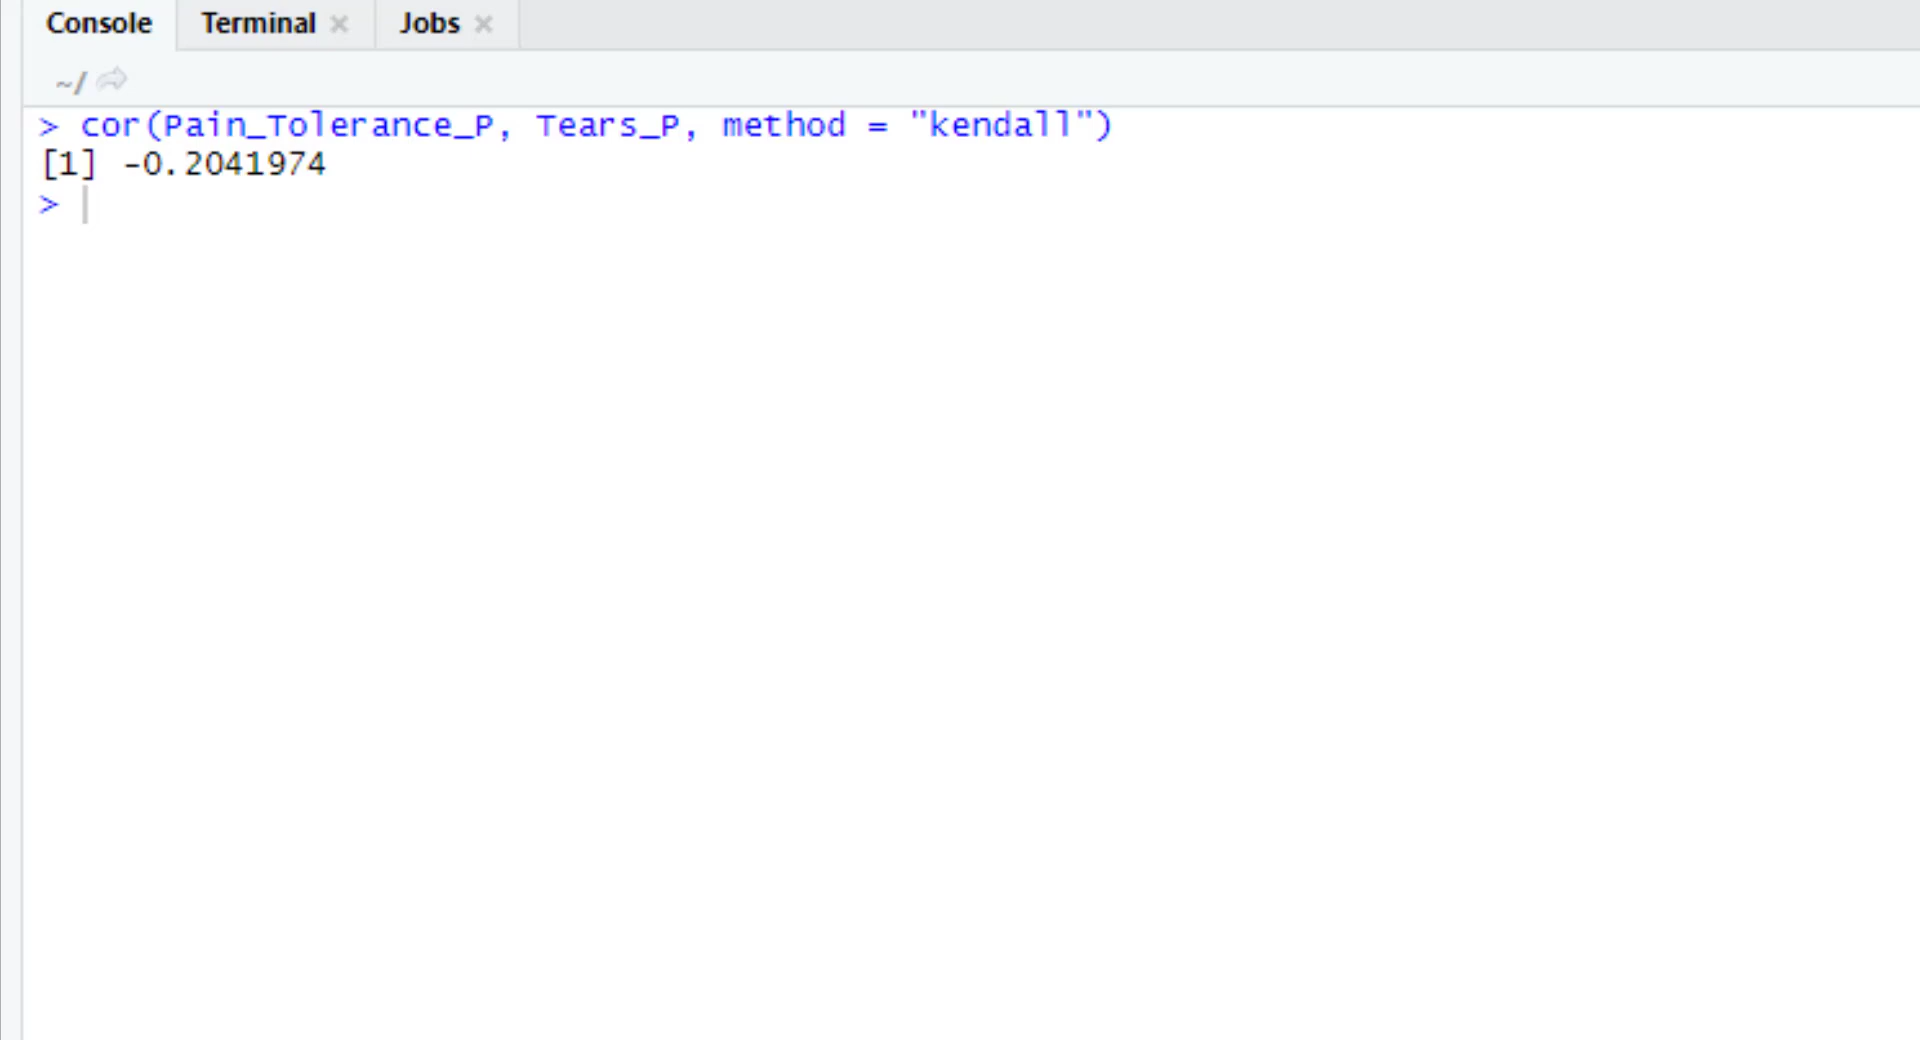 Console Terminal Jobs
~/
> cor(Pain_Tolerance_P, Tears_P, method = "kendall")
[1] -0.2041974
>